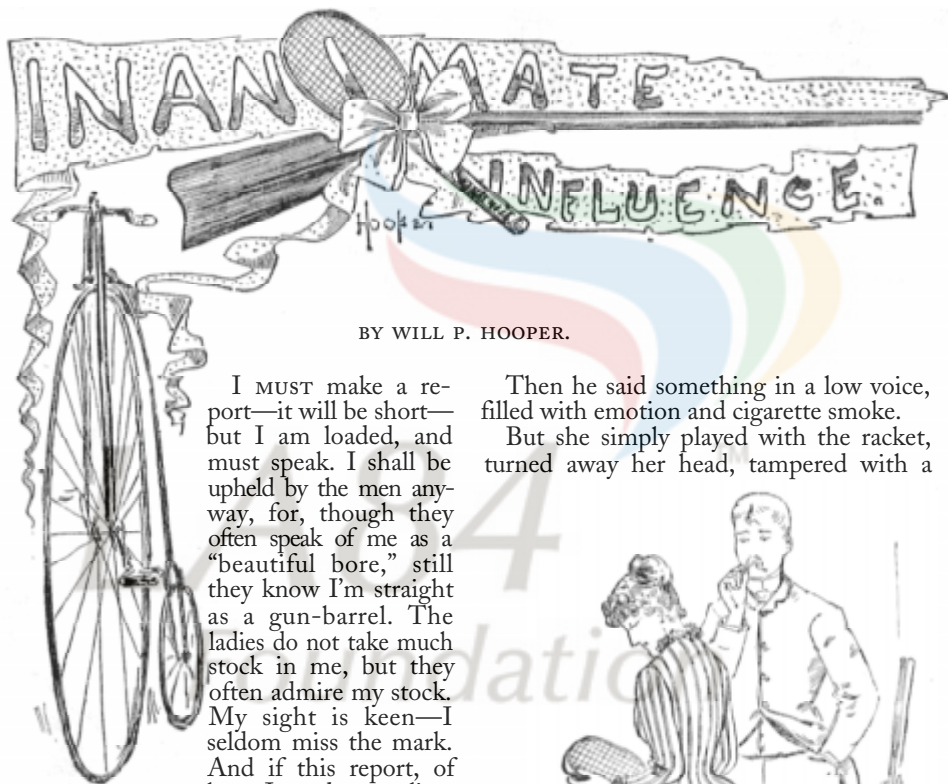 INANIMATE
INFLUENCE.
Hooper
BY WILL P. HOOPER.
I MUST make a re-
port—it will be short—
but I am loaded, and
must speak. I shall be
upheld by the men any-
way, for, though they
often speak of me as a
“beautiful bore,” still
they know I’m straight
as a gun-barrel. The
ladies do not take much
stock in me, but they
often admire my stock.
My sight is keen—I
seldom miss the mark.
And if this report, of
Then he said something in a low voice,
filled with emotion and cigarette smoke.
But she simply played with the racket,
turned away her head, tampered with a
LA84
Foundation
TM